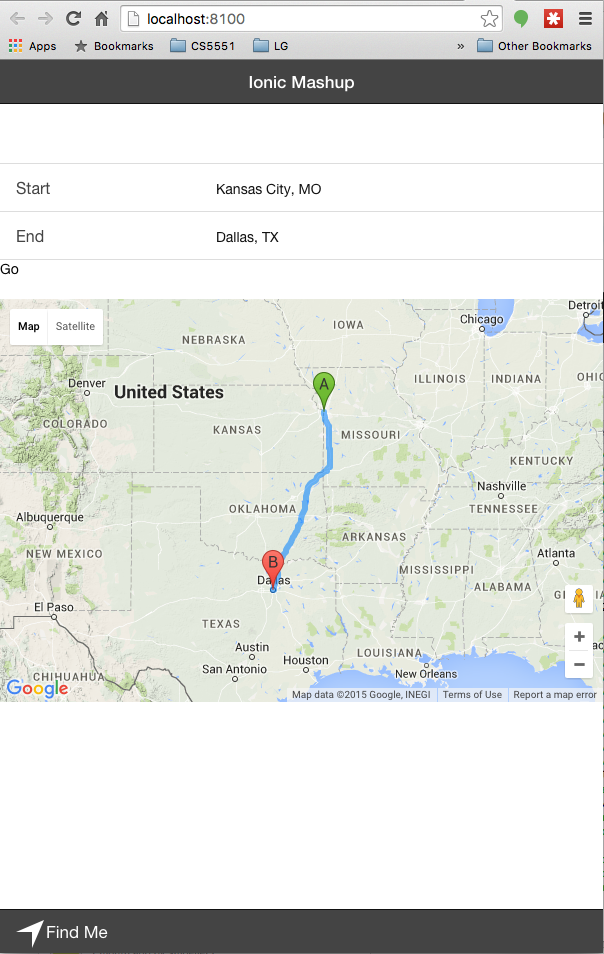 localhost:8100
Apps Bookmarks CS5551 LG » Other Bookmarks
Ionic Mashup
Start Kansas City, MO
End Dallas, TX
Go
Map Satellite
Detroit
Chicago
IOWA
NEBRASKA
ILLINOIS INDIANA OHIO
Denver
United States
A
COLORADO
KANSAS
MISSOURI
KENTUCKY
Nashville
OKLAHOMA
TENNESSEE
Albuquerque
ARKANSAS
NEW MEXICO
Atlanta
B
MISSISSIPPI
Dallas
ALABAMA
El Paso
TEXAS
Austin
LOUISIANA
San Antonio
Houston
New Orleans
CHIHUAHUA
Google
Map data ©2015 Google, INEGI Terms of Use Report a map error
Find Me